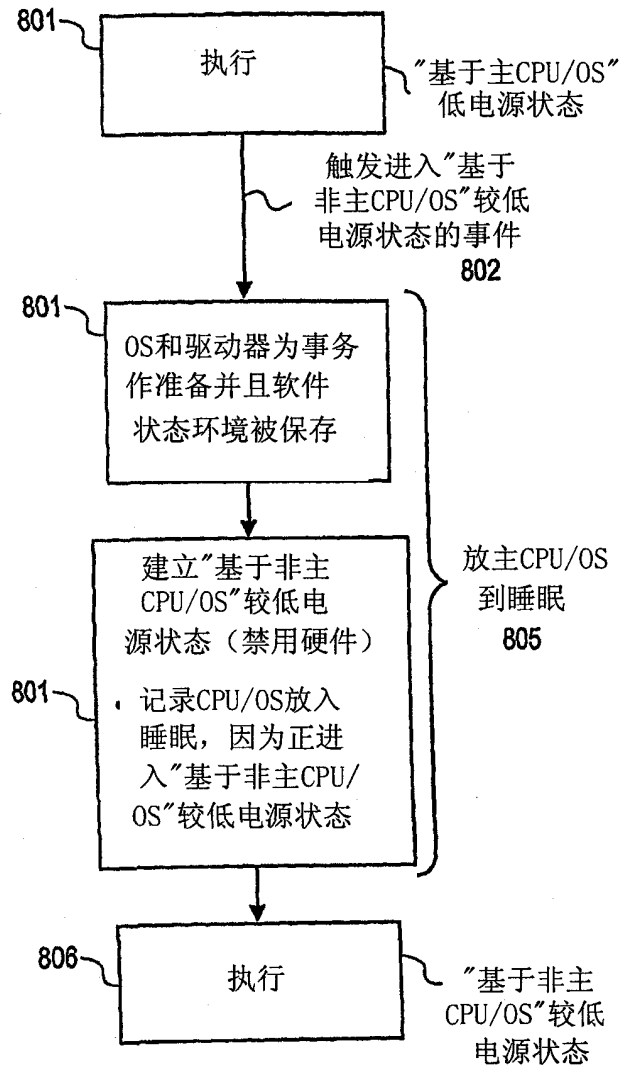 801
执行
"基于主CPU/OS"
低电源状态
触发进入"基于
非主CPU/OS"较低
电源状态的事件
802
801
OS和驱动器为事务
作准备并且软件
状态环境被保存
建立"基于非主
CPU/OS"较低电
源状态（禁用硬件）
801
· 记录CPU/OS放入
睡眠，因为正进
入"基于非主CPU/
OS"较低电源状态
放主CPU/OS
到睡眠
805
806
执行
"基于非主
CPU/OS"较低
电源状态